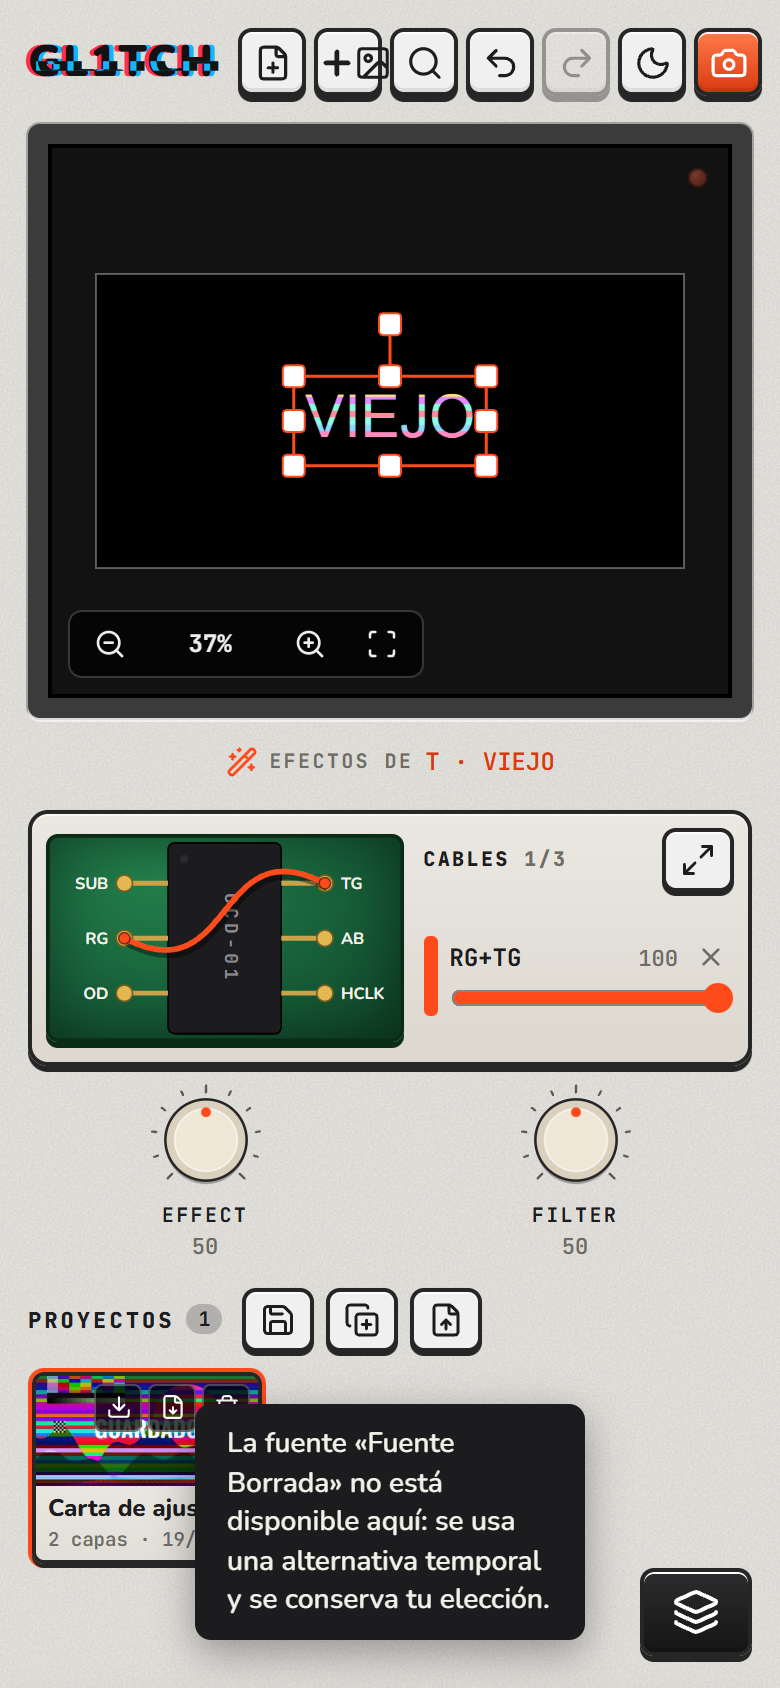 GL1TCH
VIEJO
37%
EFECTOS DE T · VIEJO
SUB
TG
RG
AB
OD
HCLK
CCD-01
CABLES 1/3
RG+TG 100
EFFECT
50
FILTER
50
PROYECTOS 1
Carta de ajus
2 capas · 19/
La fuente «Fuente
Borrada» no está
disponible aquí: se usa
una alternativa temporal
y se conserva tu elección.